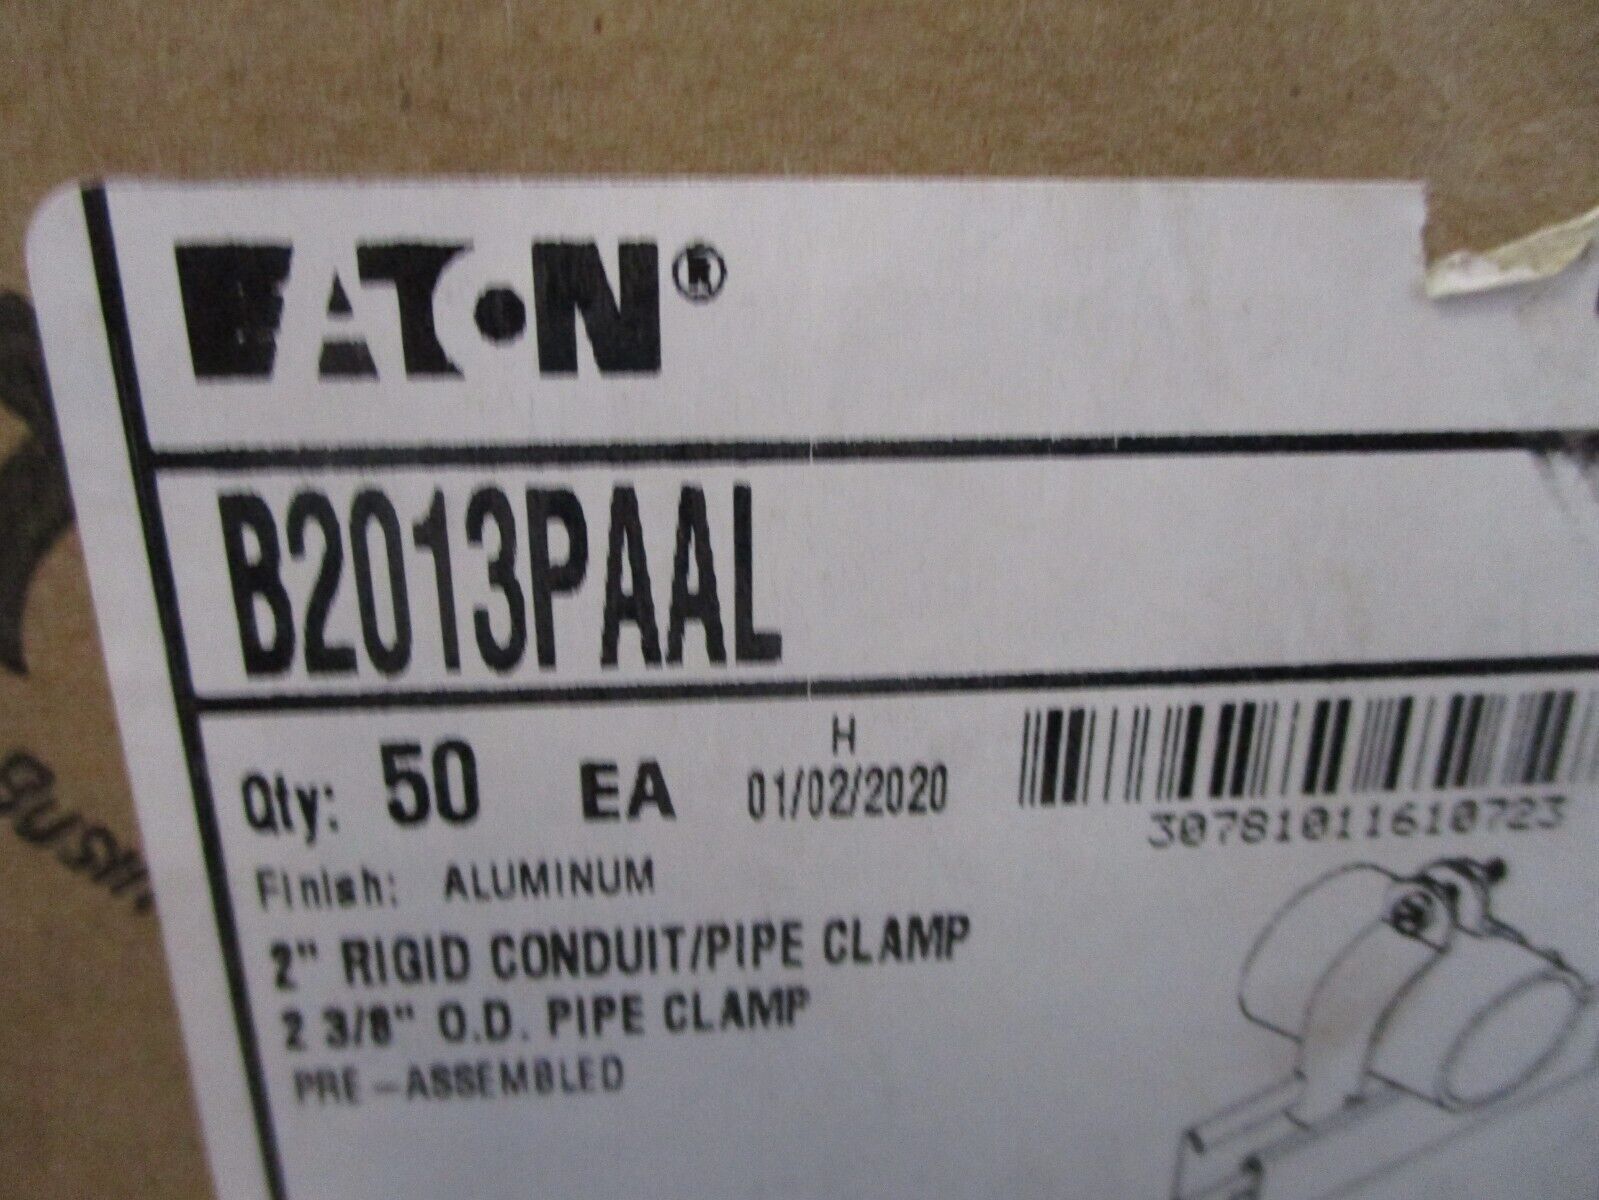 EATON®
B2013PAAL
Qty: 50 EA
H
01/02/2020
30781011610723
Finish: ALUMINUM
2" RIGID CONDUIT/PIPE CLAMP
2 3/8" O.D. PIPE CLAMP
PRE-ASSEMBLED